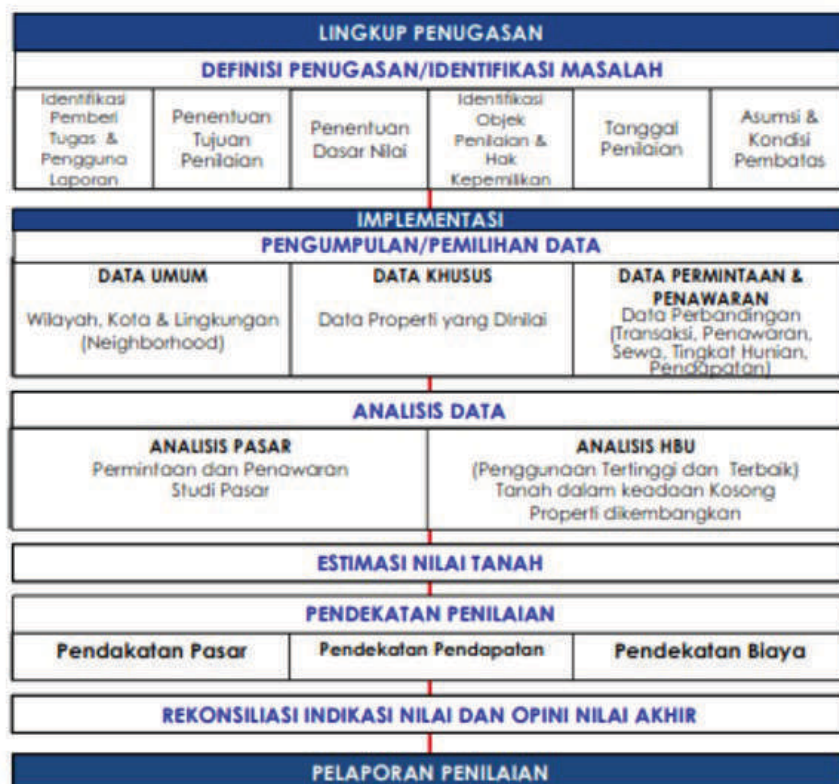 LINGKUP PENUGASAN
DEFINISI PENUGASAN/IDENTIFIKASI MASALAH
Identifikasi
Pemberi
Tugas &
Pengguna
Laporan
Penentuan
Tujuan
Penilaian
Penentuan
Dasar Nilai
Identifikasi
Objek
Penilaian &
Hak
Kepemilikan
Tanggal
Penilaian
Asumsi &
Kondisi
Pembatas
IMPLEMENTASI
PENGUMPULAN/PEMILIHAN DATA
DATA UMUM
Wilayah, Kota & Lingkungan
(Neighborhood)
DATA KHUSUS
Data Properti yang Dinilai
DATA PERMINTAAN &
PENAWARAN
Data Perbandingan
(Transaksi, Penawaran,
Sewa, Tingkat Hunian,
Pendapatan)
ANALISIS DATA
ANALISIS PASAR
Permintaan dan Penawaran
Studi Pasar
ANALISIS HBU
(Penggunaan Tertinggi dan Terbaik)
Tanah dalam keadaan Kosong
Properti dikembangkan
ESTIMASI NILAI TANAH
PENDEKATAN PENILAIAN
Pendakatan Pasar
Pendekatan Pendapatan
Pendekatan Biaya
REKONSILIASI INDIKASI NILAI DAN OPINI NILAI AKHIR
PELAPORAN PENILAIAN